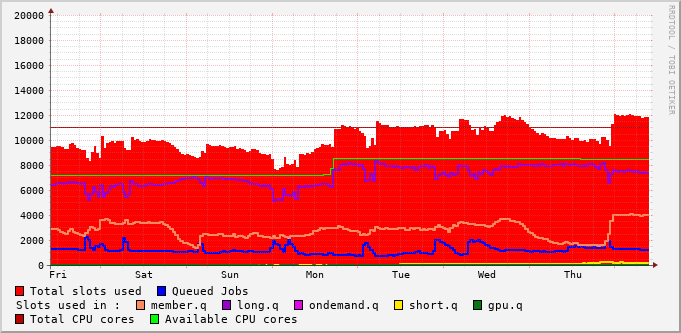 RRDTOOL / TOBI OETIKER
20000
18000
16000
14000
12000
10000
8000
6000
4000
2000
0
Fri Sat Sun Mon Tue Wed Thu
Total slots used Queued Jobs
Slots used in : member.q long.q ondemand.q short.q gpu.q
Total CPU cores Available CPU cores